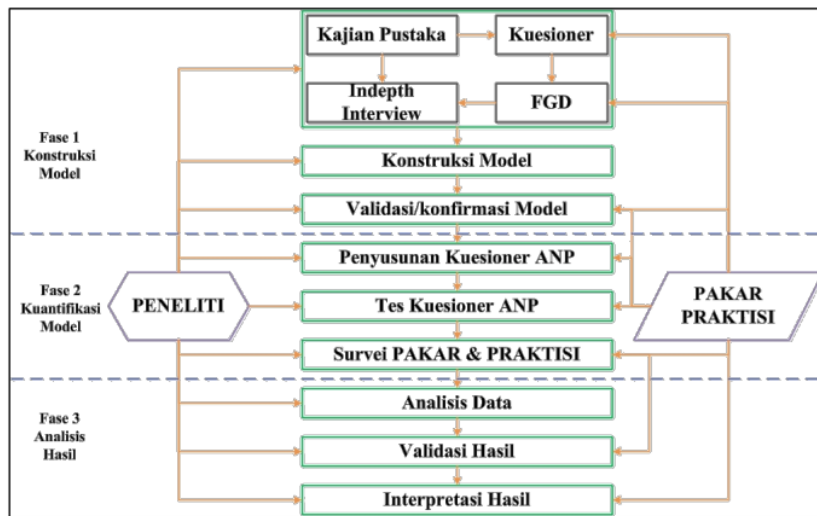 Kajian Pustaka
Kuesioner
Indepth
Interview
FGD
Fase 1
Konstruksi
Model
Konstruksi Model
Validasi/konfirmasi Model
Penyusunan Kuesioner ANP
Fase 2
Kuantifikasi
Model
PENELITI
Tes Kuesioner ANP
PAKAR
PRAKTISI
Survei PAKAR & PRAKTISI
Fase 3
Analisis
Hasil
Analisis Data
Validasi Hasil
Interpretasi Hasil